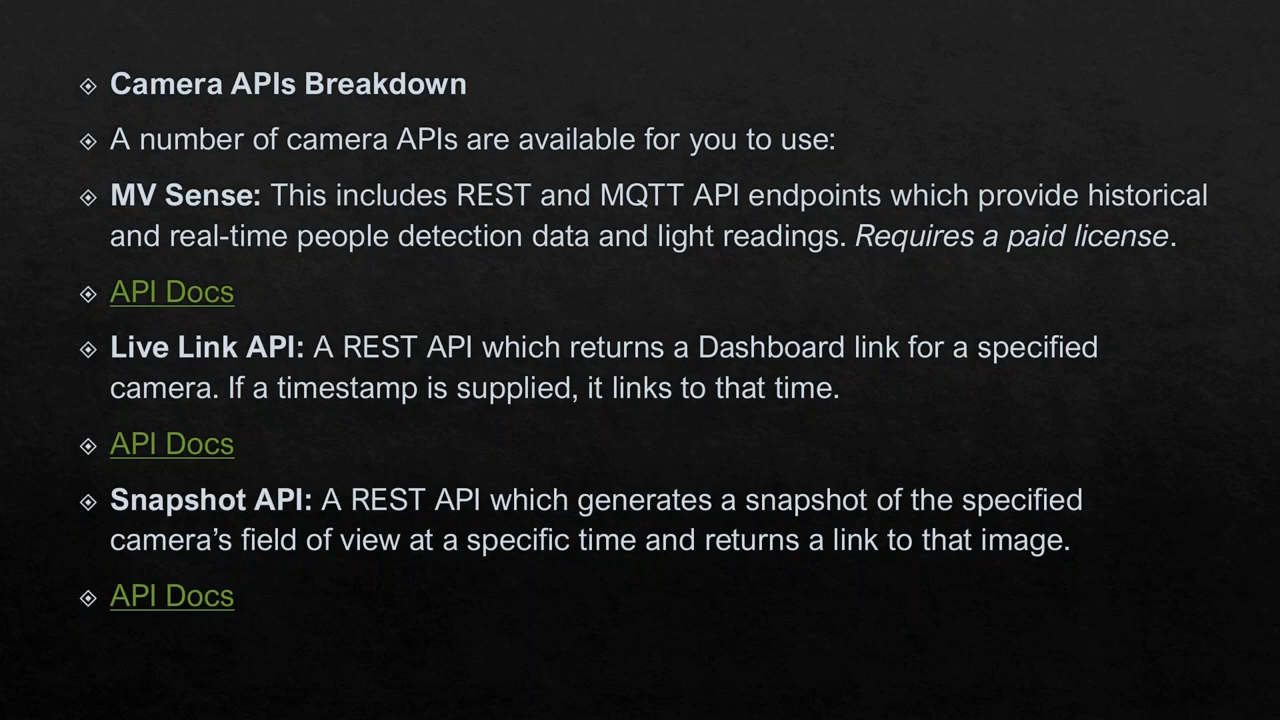 Camera APIs Breakdown
A number of camera APIs are available for you to use:
MV Sense: This includes REST and MQTT API endpoints which provide historical
and real-time people detection data and light readings. Requires a paid license.
API Docs
Live Link API: A REST API which returns a Dashboard link for a specified
camera. If a timestamp is supplied, it links to that time.
API Docs
Snapshot API: A REST API which generates a snapshot of the specified
camera’s field of view at a specific time and returns a link to that image.
API Docs